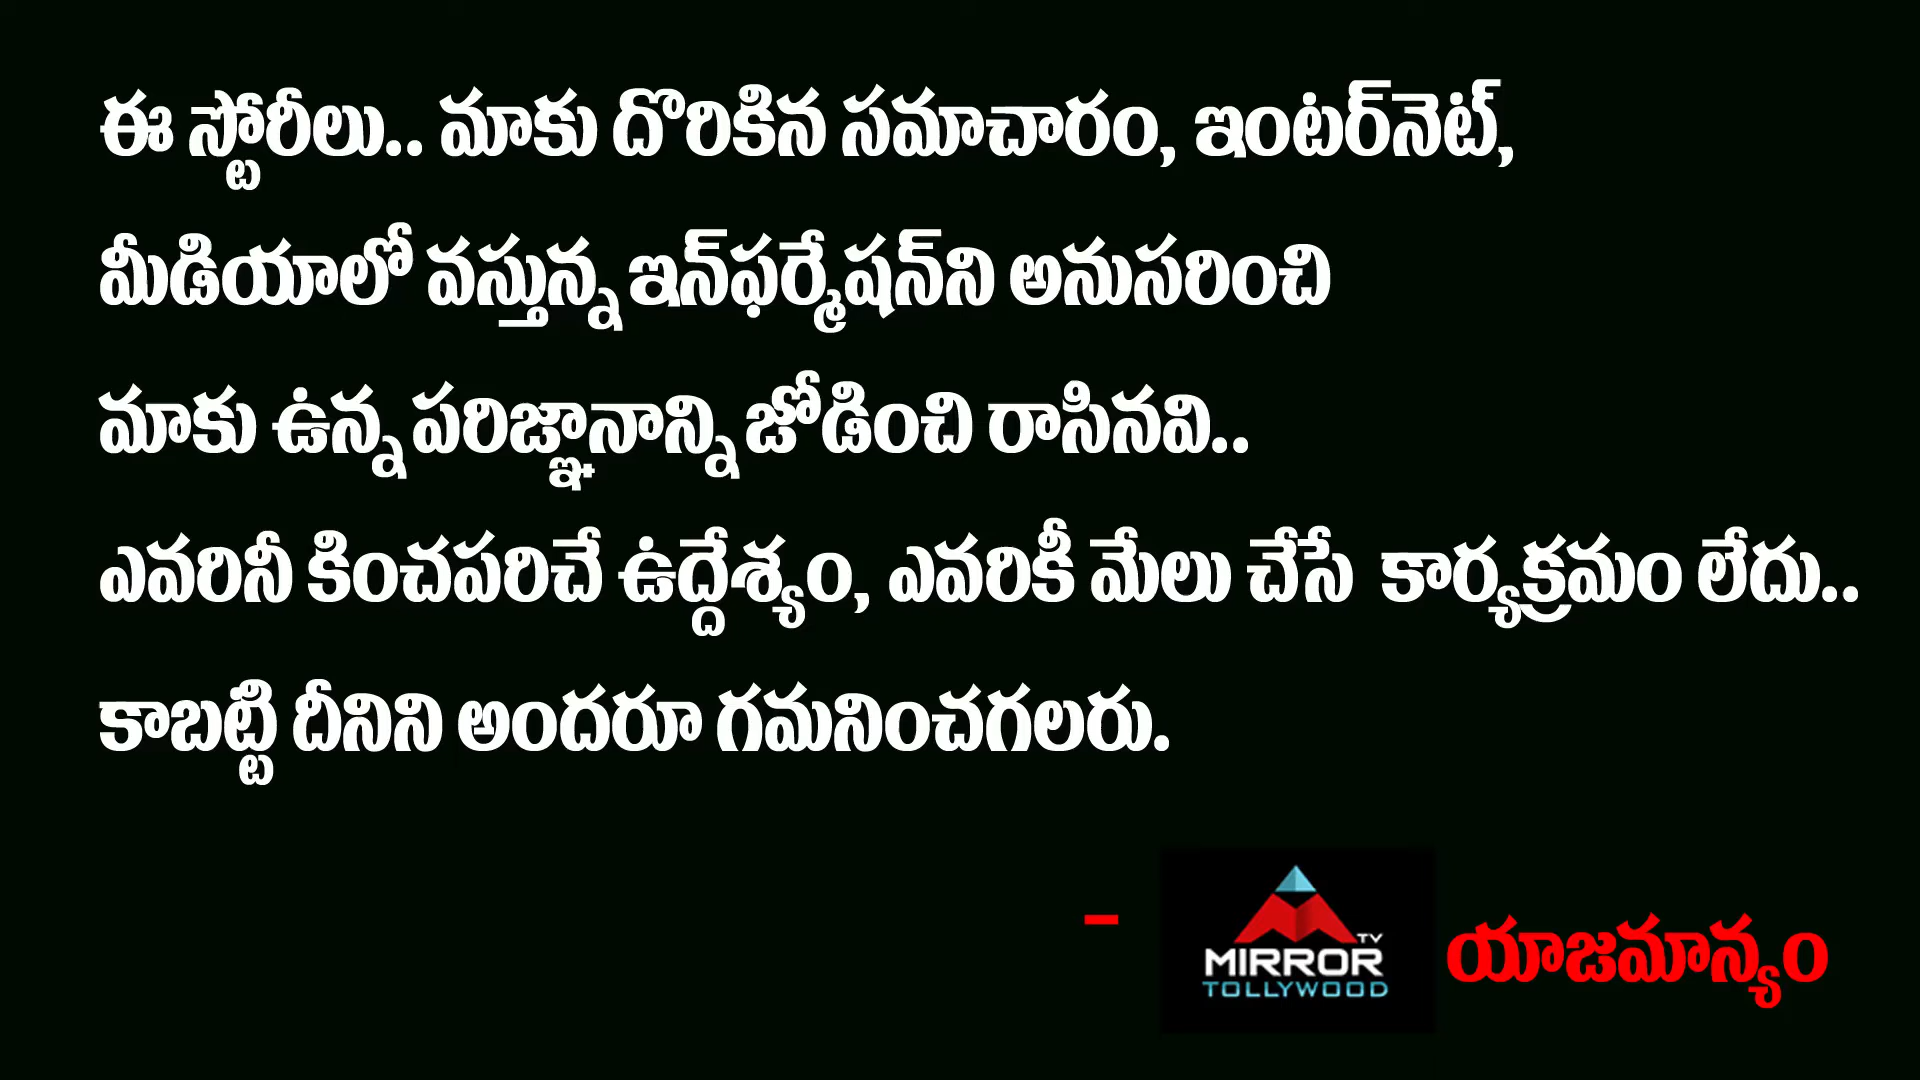 ఈ స్టోరీలు.. మాకు దొరికిన సమాచారం, ఇంటర్‌నెట్,
మీడియాలో వస్తున్న ఇన్‌ఫర్మేషన్‌ని అనుసరించి
మాకు ఉన్న పరిజ్ఞానాన్ని జోడించి రాసినవి..
ఎవరినీ కించపరిచే ఉద్దేశ్యం, ఎవరికీ మేలు చేసే కార్యక్రమం లేదు..
కాబట్టి దీనిని అందరూ గమనించగలరు.
- MIRROR TV TOLLYWOOD యాజమాన్యం